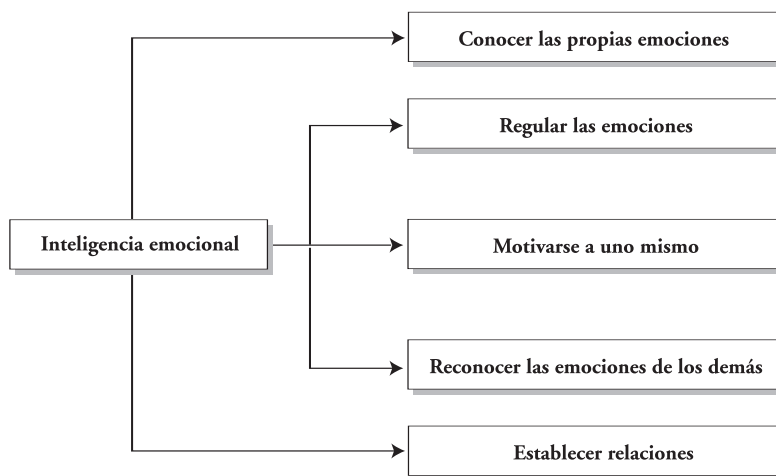 Conocer las propias emociones
Regular las emociones
Inteligencia emocional
Motivarse a uno mismo
Reconocer las emociones de los demás
Establecer relaciones